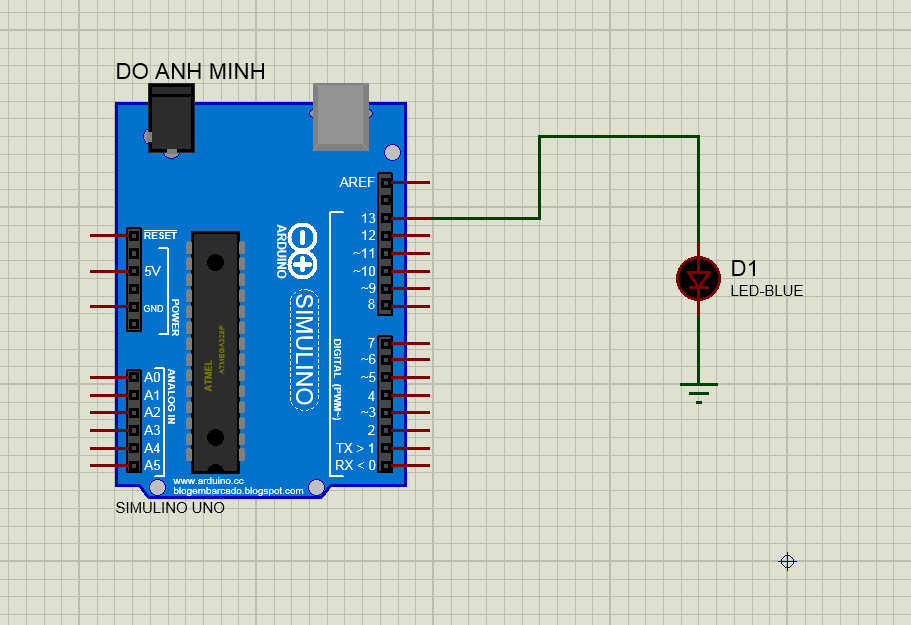 DO ANH MINH
AREF
13
12
~11
~10
~9
8
7
~6
~5
4
~3
2
TX > 1
RX < 0
RESET
5V
GND
POWER
A0
A1
A2
A3
A4
A5
ANALOG IN
ATMEL
ATMEGA328P
ARDUINO
SIMULINO
DIGITAL (PWM~)
www.arduino.cc
blogembarcado.blogspot.com
SIMULINO UNO
D1
LED-BLUE